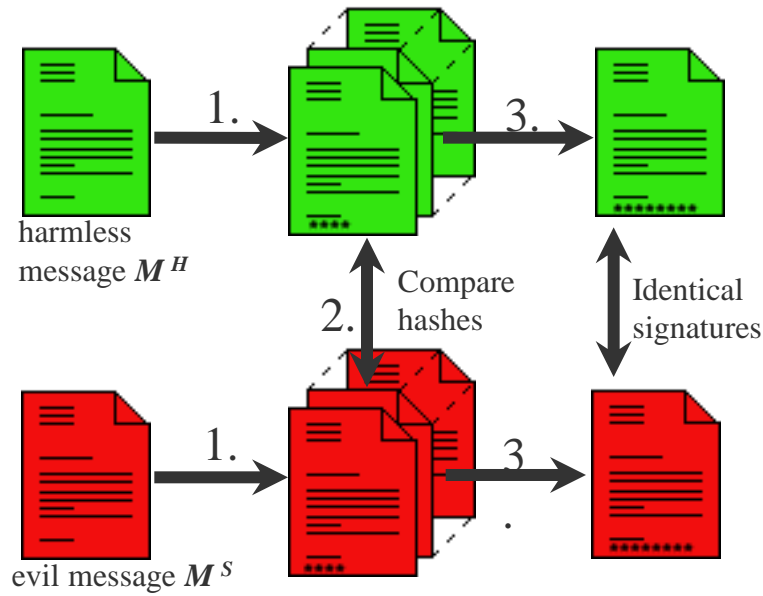 1.
3.
harmless
message M^H
2.
Compare
hashes
Identical
signatures
1.
3
.
evil message M^S